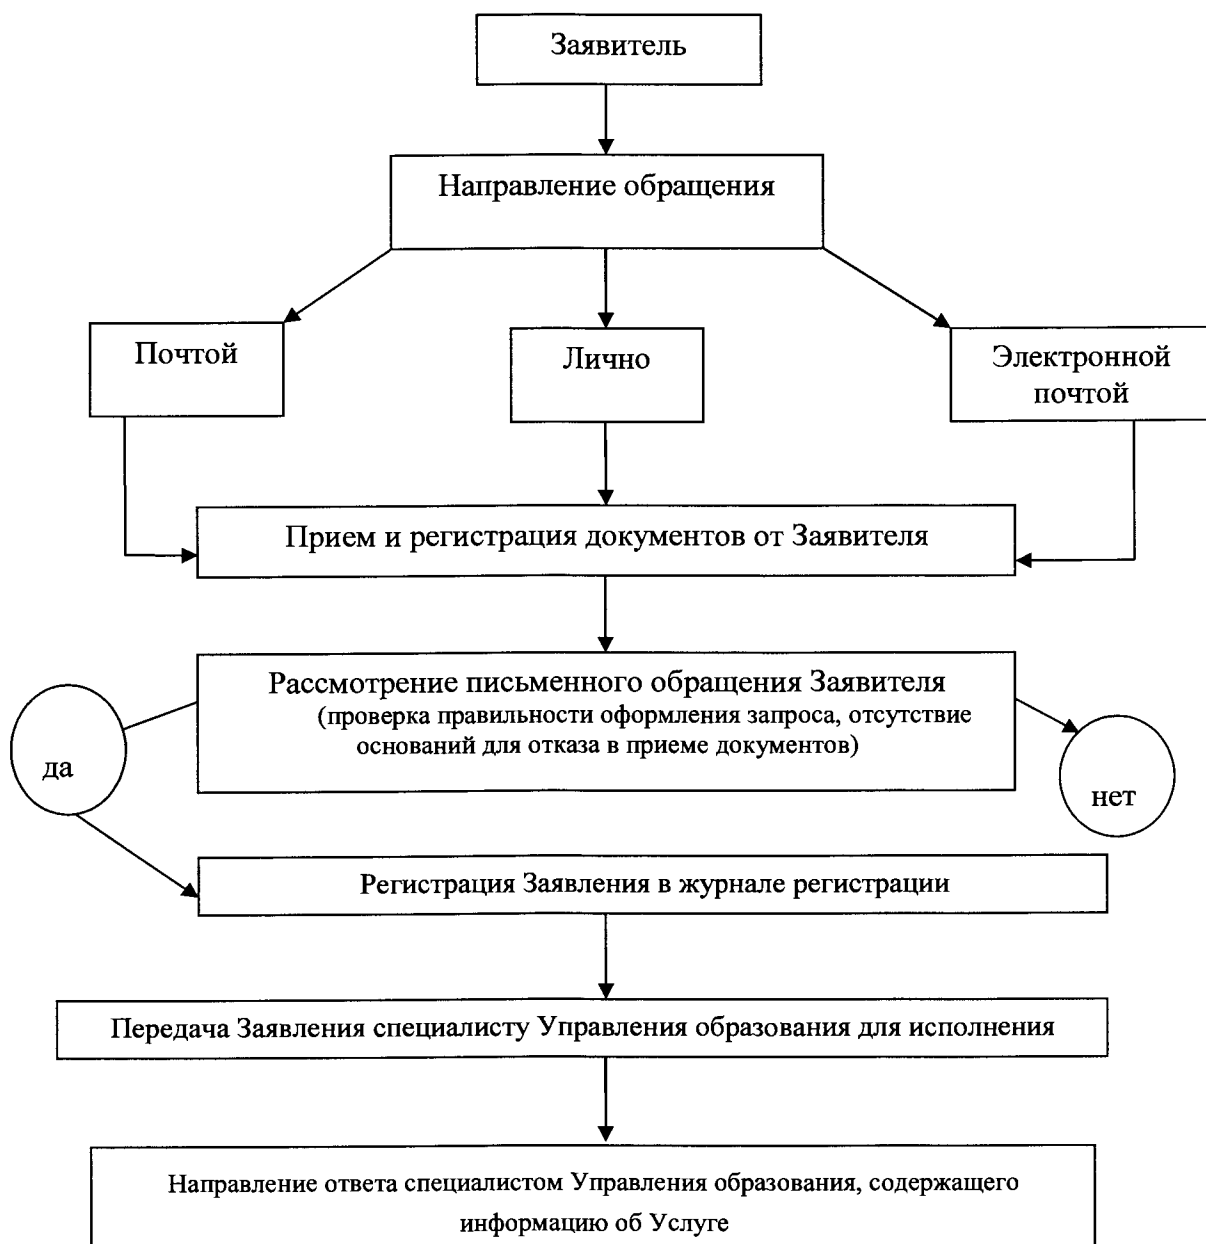 Заявитель
Направление обращения
Почтой
Лично
Электронной
почтой
Прием и регистрация документов от Заявителя
Рассмотрение письменного обращения Заявителя
(проверка правильности оформления запроса, отсутствие
оснований для отказа в приеме документов)
да
нет
Регистрация Заявления в журнале регистрации
Передача Заявления специалисту Управления образования для исполнения
Направление ответа специалистом Управления образования, содержащего
информацию об Услуге